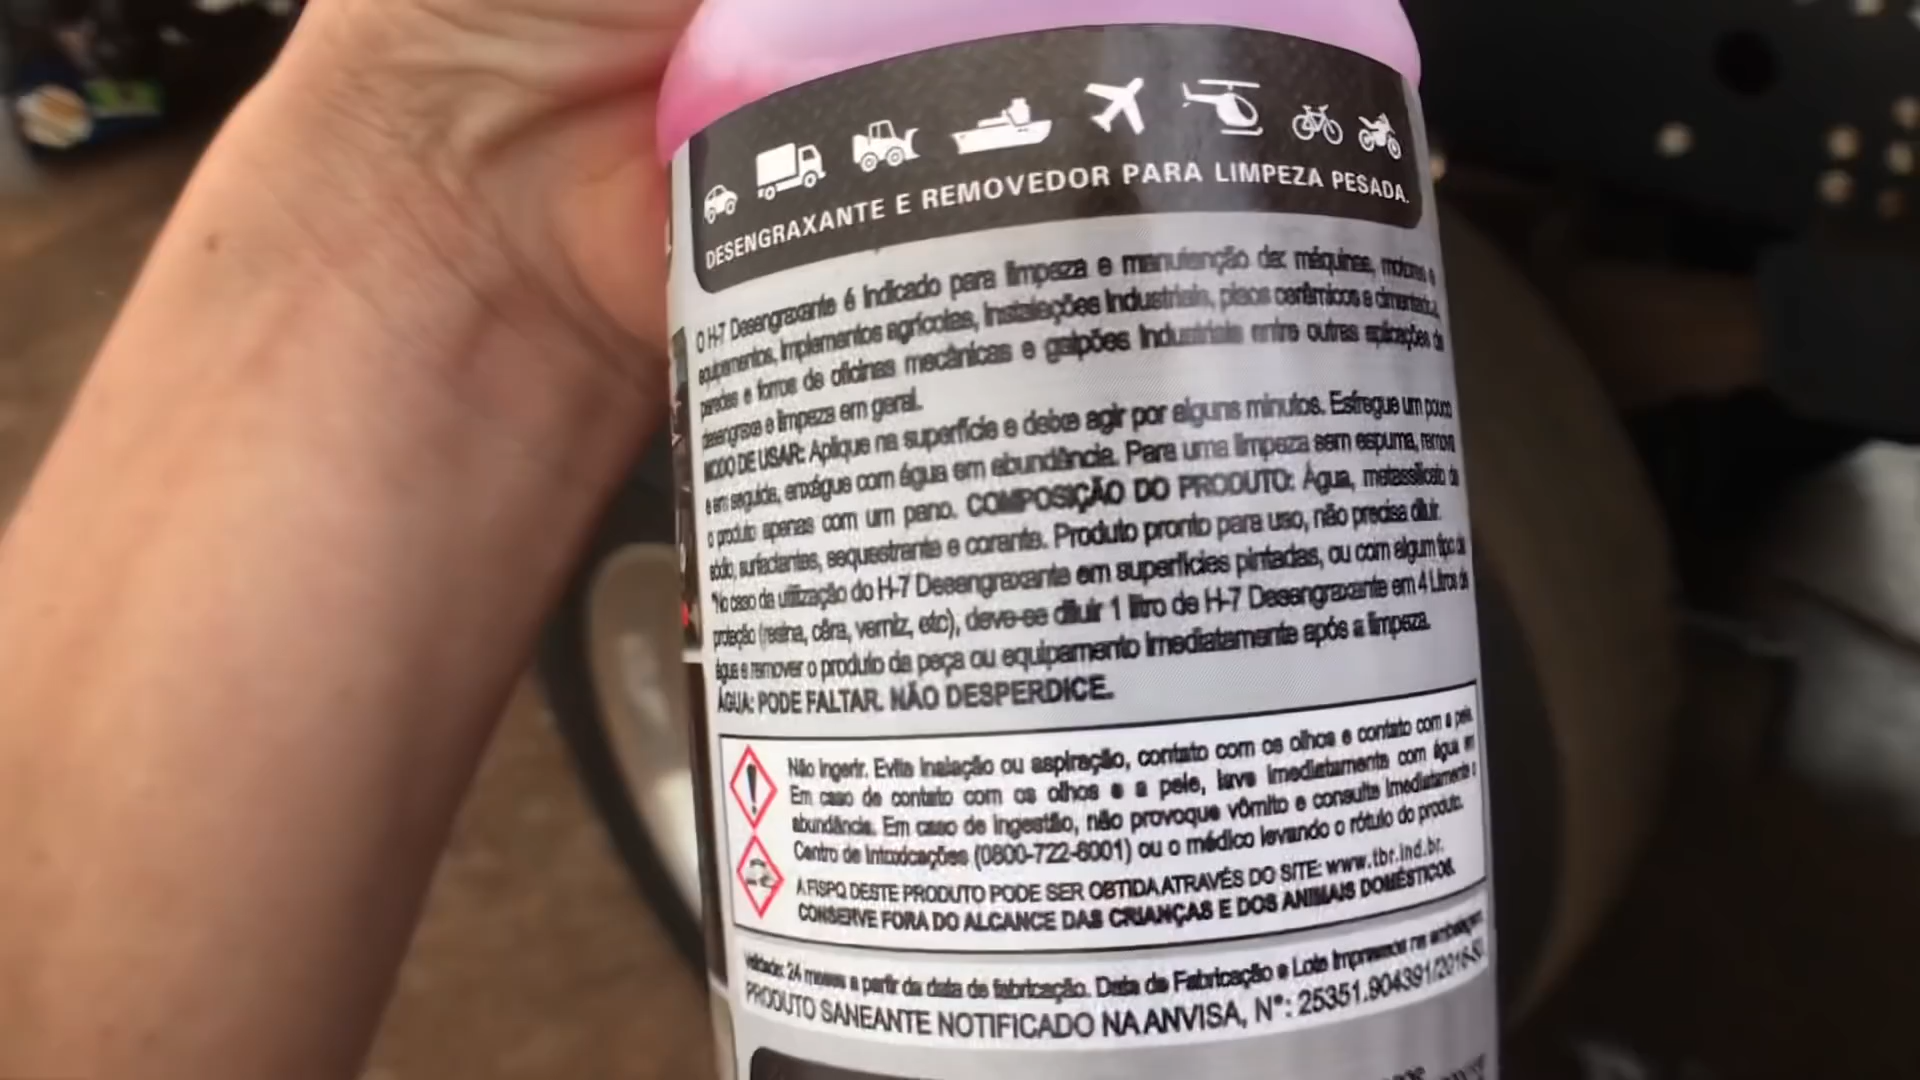 DESENGRAXANTE E REMOVEDOR PARA LIMPEZA PESADA.
O H-7 Desengraxante é indicado para limpeza e manutenção de: máquinas, motores e
equipamentos, implementos agrícolas, instalações industriais, pisos cerâmicos e cimentados,
paredes e forros de oficinas mecânicas e galpões industriais entre outras aplicações de
desengraxe e limpeza em geral.
MODO DE USAR: Aplique na superfície e deixe agir por alguns minutos. Esfregue um pouco
e em seguida, enxágue com água em abundância. Para uma limpeza sem espuma, remova
o produto apenas com um pano. COMPOSIÇÃO DO PRODUTO: Água, metassilicato de
sódio, surfactantes, sequestrante e corante. Produto pronto para uso, não precisa diluir.
*No caso da utilização do H-7 Desengraxante em superfícies pintadas, ou com algum tipo de
proteção (resina, cêra, verniz, etc), deve-se diluir 1 litro de H-7 Desengraxante em 4 Litros de
água e remover o produto da peça ou equipamento imediatamente após a limpeza.
ÁGUA: PODE FALTAR. NÃO DESPERDICE.
Não ingerir. Evite inalação ou aspiração, contato com os olhos e contato com a pele.
Em caso de contato com os olhos e a pele, lave imediatamente com água em
abundância. Em caso de ingestão, não provoque vômito e consulte imediatamente o
Centro de Intoxicações (0800-722-6001) ou o médico levando o rótulo do produto.
A FISPQ DESTE PRODUTO PODE SER OBTIDA ATRAVÉS DO SITE: www.tbr.ind.br.
CONSERVE FORA DO ALCANCE DAS CRIANÇAS E DOS ANIMAIS DOMÉSTICOS.
Validade: 24 meses a partir da data de fabricação. Data de Fabricação e Lote Impressos na embalagem.
PRODUTO SANEANTE NOTIFICADO NA ANVISA, N°: 25351.904391/2016-50